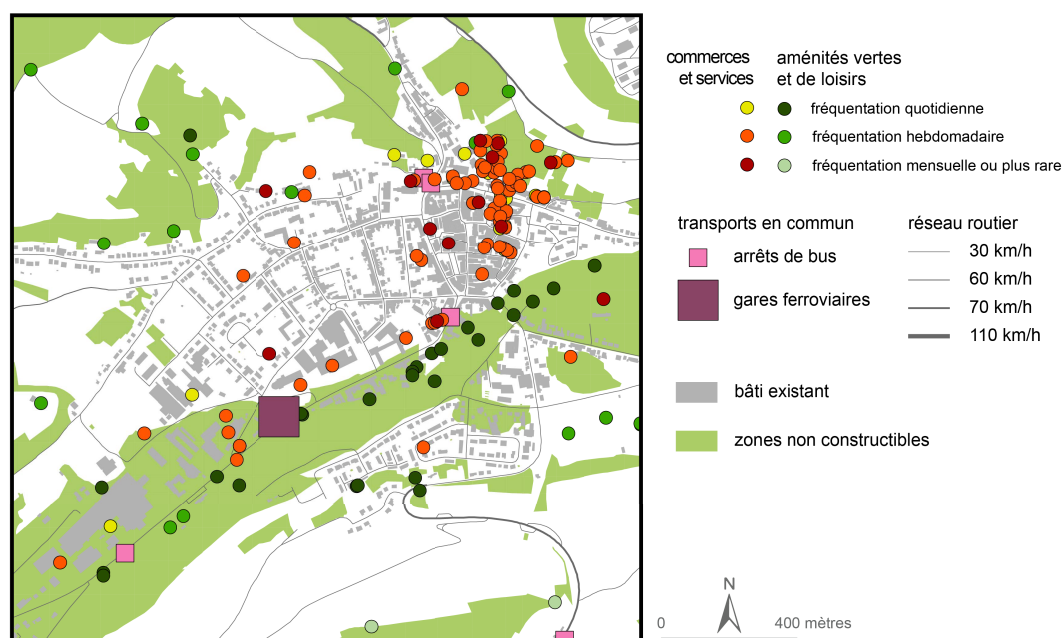 commerces
et services
aménités vertes
et de loisirs
fréquentation quotidienne
fréquentation hebdomadaire
fréquentation mensuelle ou plus rare
transports en commun
arrêts de bus
gares ferroviaires
réseau routier
30 km/h
60 km/h
70 km/h
110 km/h
bâti existant
zones non constructibles
N
0 400 mètres